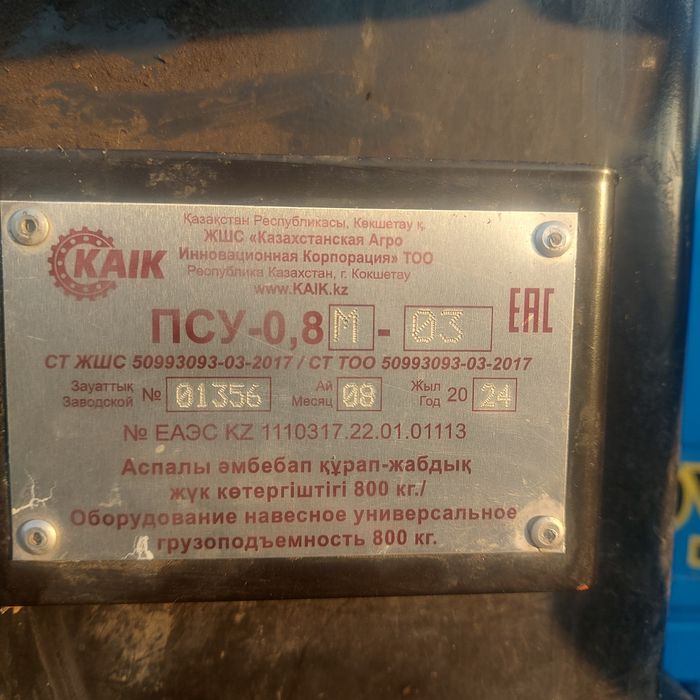 KAIK
Қазақстан Республикасы, Көкшетау қ.
ЖШС «Казахстанская Агро
Инновационная Корпорация» ТОО
Республика Казахстан, г. Кокшетау
www.KAIK.kz
ПСУ-0,8 М - 03
EAC
СТ ЖШС 50993093-03-2017 / СТ ТОО 50993093-03-2017
Зауаттық Заводской № 01356 Ай Месяц 08 Жыл Год 20 24
№ ЕАЭС KZ 1110317.22.01.01113
Аспалы әмбебап құрап-жабдық
жүк көтергіштігі 800 кг./
Оборудование навесное универсальное
грузоподъемность 800 кг.